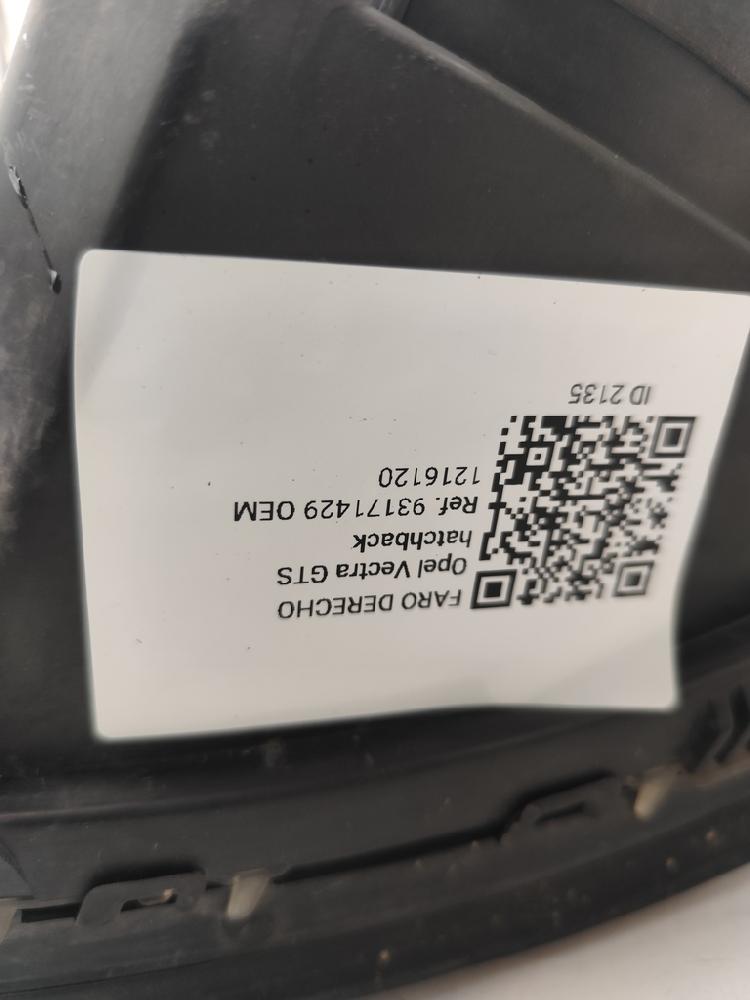 FARO DERECHO
Opel Vectra GTS
hatchback
Ref. 93171429 OEM
1216120
ID 2135